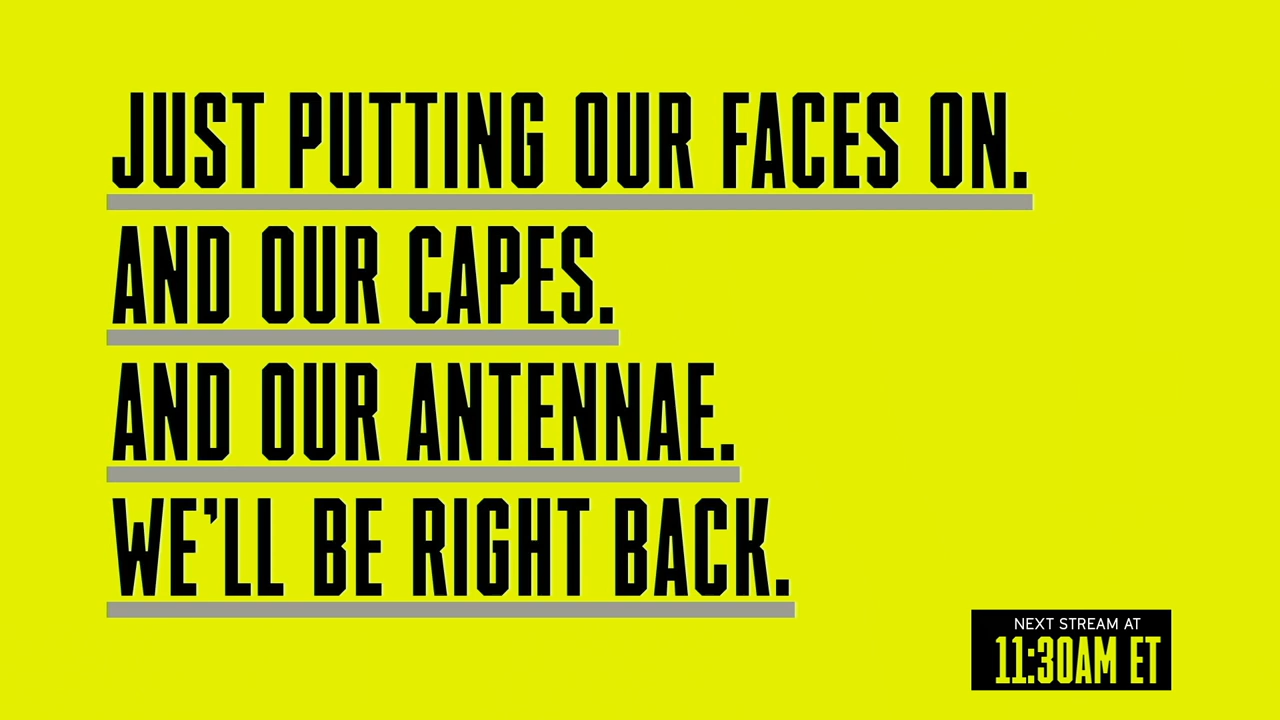 JUST PUTTING OUR FACES ON.
AND OUR CAPES.
AND OUR ANTENNAE.
WE'LL BE RIGHT BACK.
NEXT STREAM AT
11:30AM ET